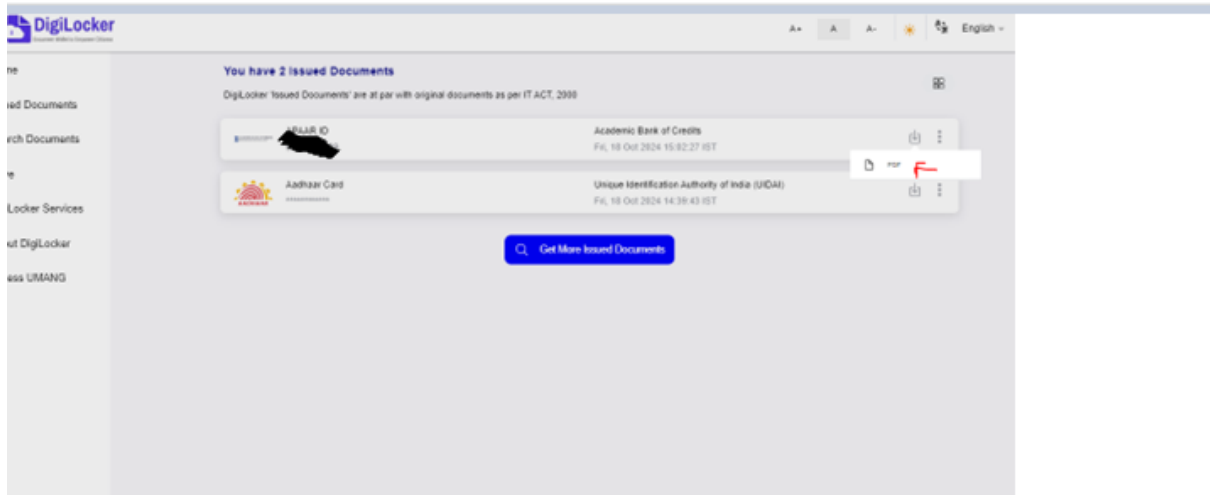 DigiLocker
A+ A A- English
You have 2 Issued Documents
DigiLocker 'Issued Documents' are at par with original documents as per IT ACT, 2000
ne
ed Documents
rch Documents
Locker Services
ut DigiLocker
ess UMANG
APAAR ID
Academic Bank of Credits
Fri, 18 Oct 2024 15:02:27 IST
PDF
Aadhaar Card
Unique Identification Authority of India (UIDAI)
Fri, 18 Oct 2024 14:39:43 IST
AADHAAR
Get More Issued Documents